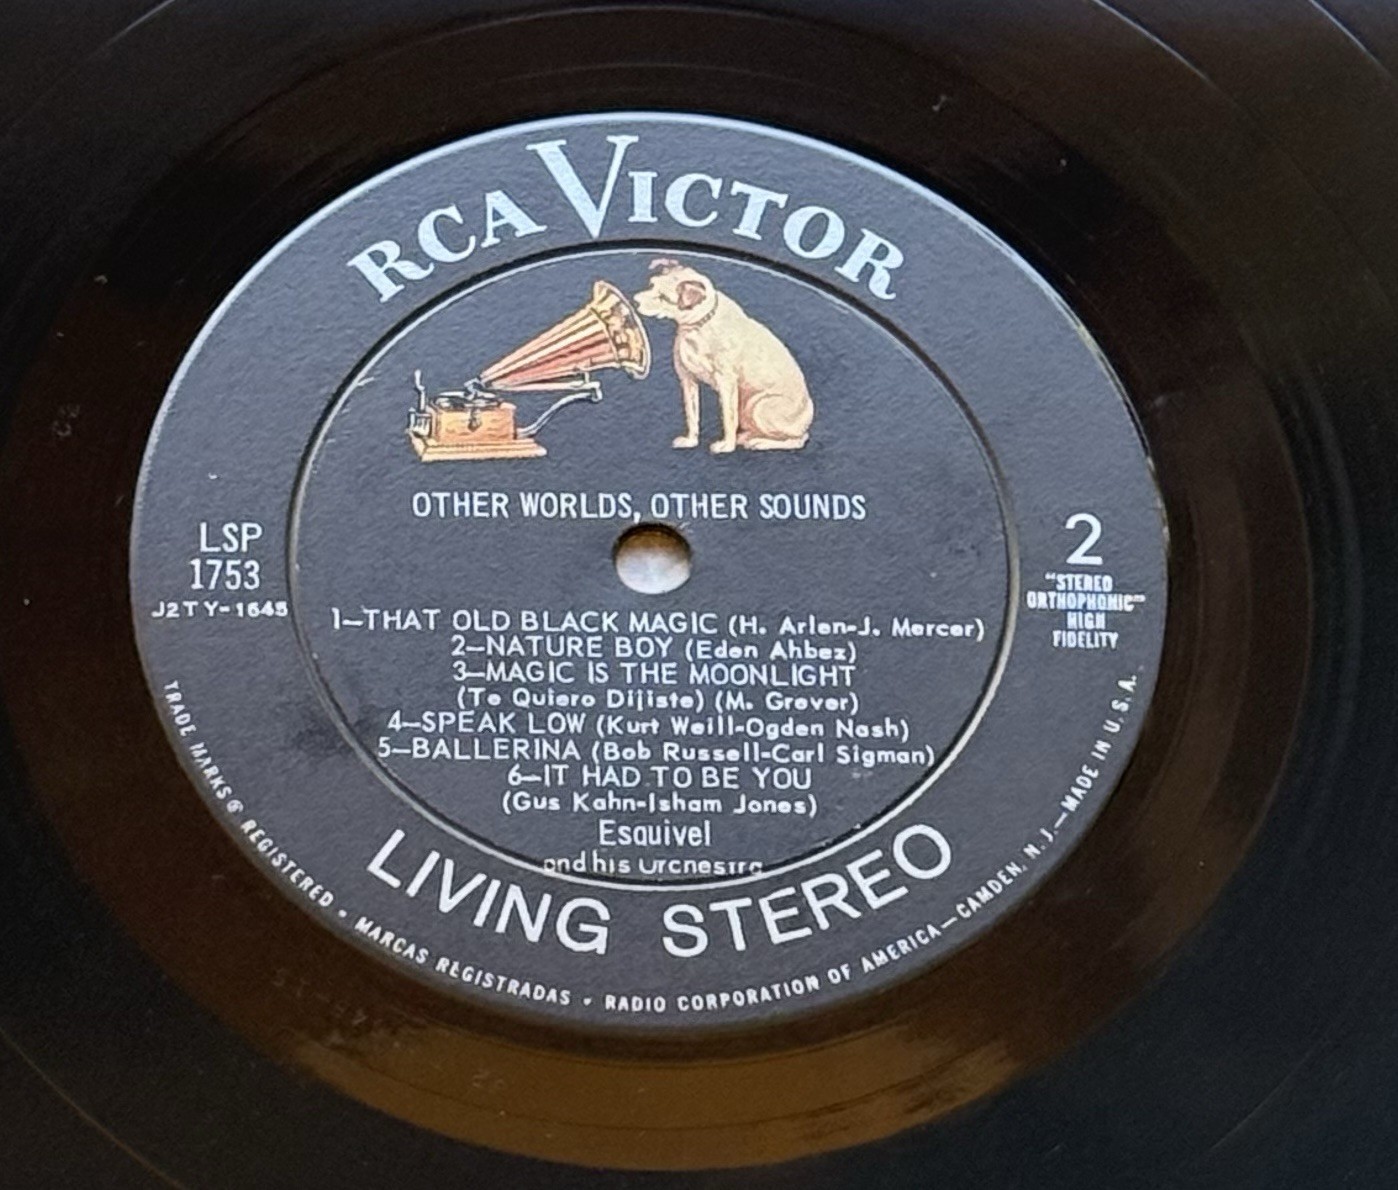 RCA VICTOR
OTHER WORLDS, OTHER SOUNDS
LSP
1753
J2TY-1645
2
"STEREO
ORTHOPHONIC"
HIGH
FIDELITY
1—THAT OLD BLACK MAGIC (H. Arlen-J. Mercer)
2—NATURE BOY (Eden Ahbez)
3—MAGIC IS THE MOONLIGHT
(Te Quiero Dijiste) (M. Grever)
4—SPEAK LOW (Kurt Weill-Ogden Nash)
5—BALLERINA (Bob Russell-Carl Sigman)
6—IT HAD TO BE YOU
(Gus Kahn-Isham Jones)
Esquivel
and his Orchestra
LIVING STEREO
TRADE MARKS ® REGISTERED • MARCAS REGISTRADAS • RADIO CORPORATION OF AMERICA—CAMDEN, N. J.—MADE IN U. S. A.